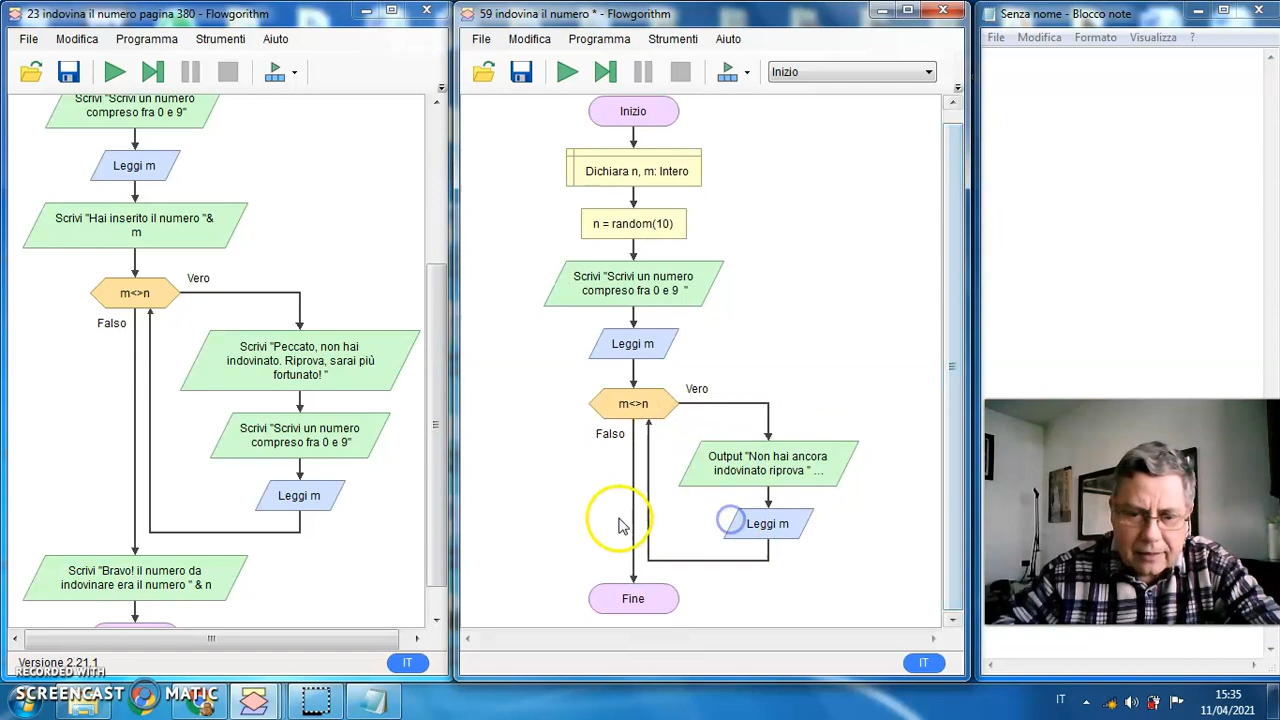 23 indovina il numero pagina 380 - Flowgorithm
File Modifica Programma Strumenti Aiuto
Scrivi "Scrivi un numero
compreso fra 0 e 9"
Leggi m
Scrivi "Hai inserito il numero "&
m
Vero
m<>n
Falso
Scrivi "Peccato, non hai
indovinato. Riprova, sarai più
fortunato! "
Scrivi "Scrivi un numero
compreso fra 0 e 9"
Leggi m
Scrivi "Bravo! il numero da
indovinare era il numero " & n
Versione 2.21.1
IT
59 indovina il numero * - Flowgorithm
File Modifica Programma Strumenti Aiuto
Inizio
Inizio
Dichiara n, m: Intero
n = random(10)
Scrivi "Scrivi un numero
compreso fra 0 e 9 "
Leggi m
Vero
m<>n
Falso
Output "Non hai ancora
indovinato riprova " ...
Leggi m
Fine
IT
Senza nome - Blocco note
File Modifica Formato Visualizza ?
RECORDED WITH
SCREENCAST MATIC
IT
15:35
11/04/2021